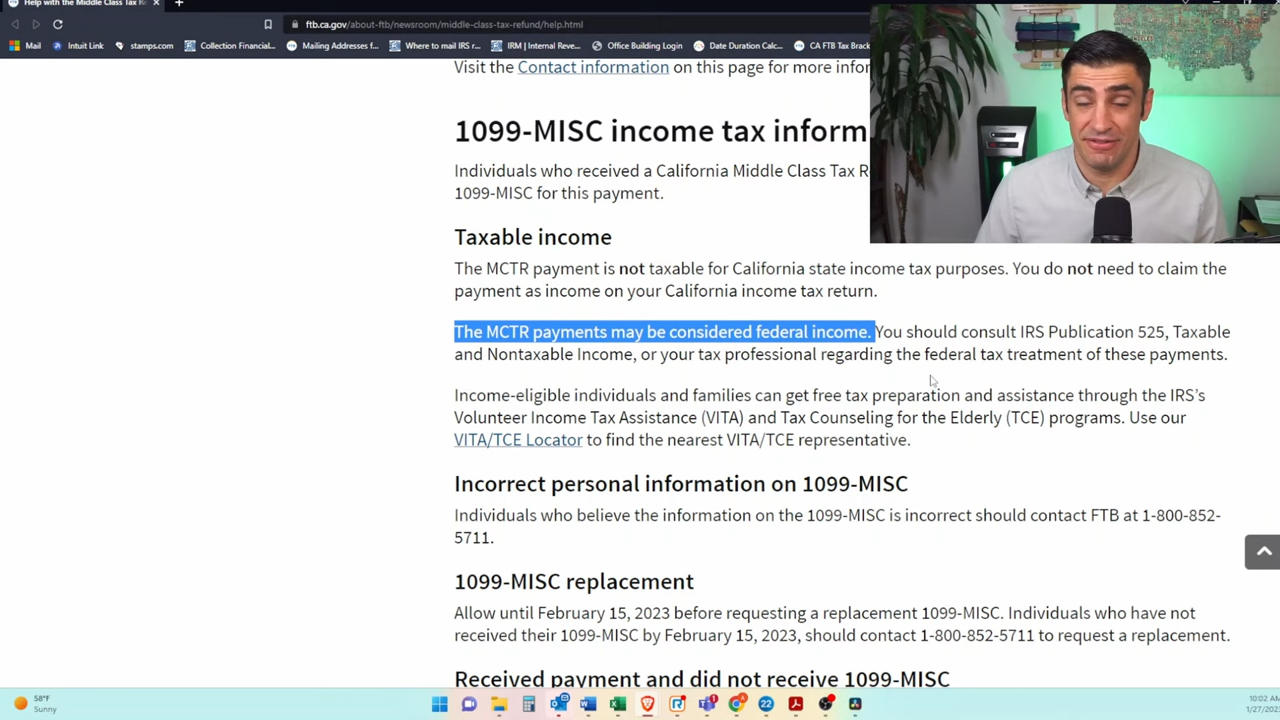 Help with the Middle Class Tax Re
ftb.ca.gov/about-ftb/newsroom/middle-class-tax-refund/help.html
Mail Intuit Link stamps.com Collection Financial... Mailing Addresses f... Where to mail IRS r... IRM | Internal Reve... Office Building Login Date Duration Calc... CA FTB Tax Brack
Visit the Contact information on this page for more infor
1099-MISC income tax inform
Individuals who received a California Middle Class Tax R
1099-MISC for this payment.
Taxable income
The MCTR payment is not taxable for California state income tax purposes. You do not need to claim the
payment as income on your California income tax return.
The MCTR payments may be considered federal income. You should consult IRS Publication 525, Taxable
and Nontaxable Income, or your tax professional regarding the federal tax treatment of these payments.
Income-eligible individuals and families can get free tax preparation and assistance through the IRS's
Volunteer Income Tax Assistance (VITA) and Tax Counseling for the Elderly (TCE) programs. Use our
VITA/TCE Locator to find the nearest VITA/TCE representative.
Incorrect personal information on 1099-MISC
Individuals who believe the information on the 1099-MISC is incorrect should contact FTB at 1-800-852-
5711.
1099-MISC replacement
Allow until February 15, 2023 before requesting a replacement 1099-MISC. Individuals who have not
received their 1099-MISC by February 15, 2023, should contact 1-800-852-5711 to request a replacement.
Received payment and did not receive 1099-MISC
58°F
Sunny
22
10:02 AM
1/27/202